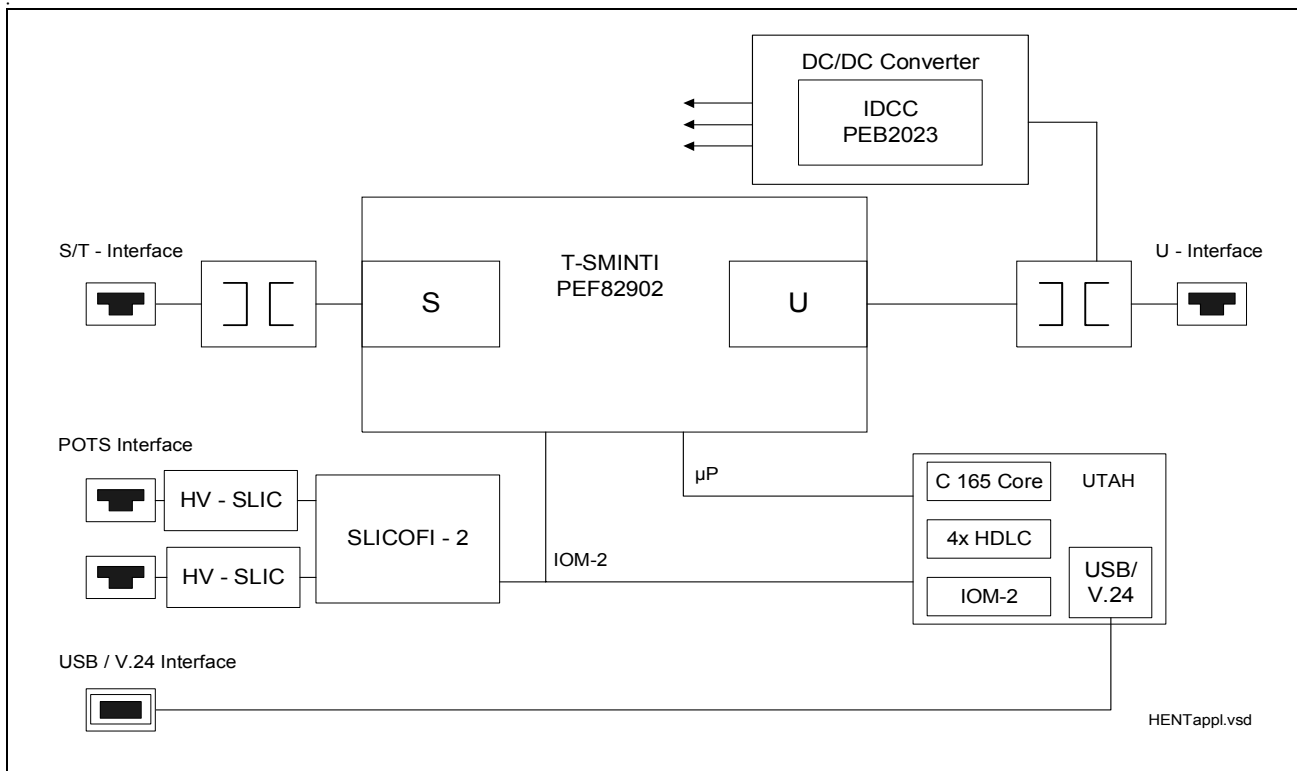 DC/DC Converter
IDCC
PEB2023
S/T - Interface
T-SMINTI
PEF82902
U - Interface
S
U
POTS Interface
µP
C 165 Core
UTAH
HV - SLIC
SLICOFI - 2
4x HDLC
IOM-2
HV - SLIC
USB/
V.24
IOM-2
USB / V.24 Interface
HENTappl.vsd